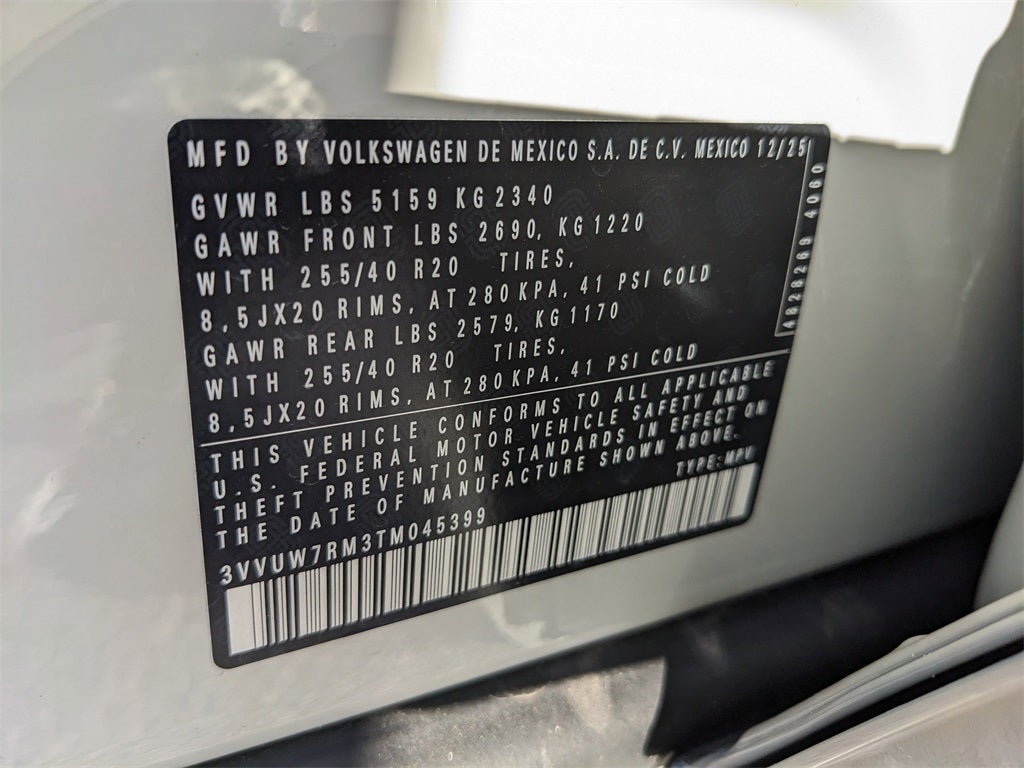 MFD BY VOLKSWAGEN DE MEXICO S.A. DE C.V. MEXICO 12/25
GVWR LBS 5159 KG 2340
GAWR FRONT LBS 2690, KG 1220
WITH 255/40 R20 TIRES,
8,5JX20 RIMS, AT 280 KPA, 41 PSI COLD
GAWR REAR LBS 2579, KG 1170
WITH 255/40 R20 TIRES,
8,5JX20 RIMS, AT 280 KPA, 41 PSI COLD
THIS VEHICLE CONFORMS TO ALL APPLICABLE
U.S. FEDERAL MOTOR VEHICLE SAFETY AND
THEFT PREVENTION STANDARDS IN EFFECT ON
THE DATE OF MANUFACTURE SHOWN ABOVE.
TYPE: MPV
3VVUW7RM3TM045399
4828269 4060